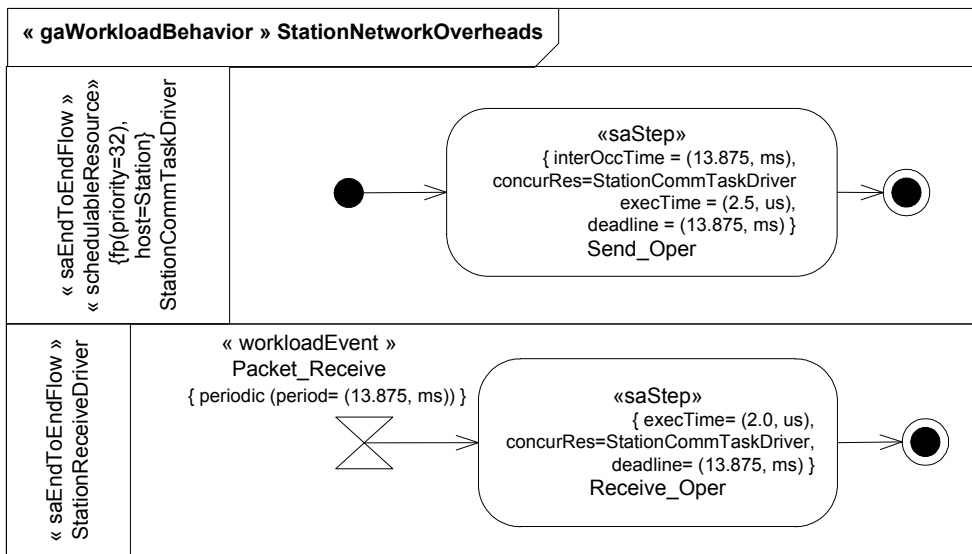 « gaWorkloadBehavior » StationNetworkOverheads
« saEndToEndFlow »
« schedulableResource»
{fp(priority=32),
host=Station}
StationCommTaskDriver
«saStep»
{ interOccTime = (13.875, ms),
concurRes=StationCommTaskDriver
execTime = (2.5, us),
deadline = (13.875, ms) }
Send_Oper
« saEndToEndFlow »
StationReceiveDriver
« workloadEvent »
Packet_Receive
{ periodic (period= (13.875, ms)) }
«saStep»
{ execTime= (2.0, us),
concurRes=StationCommTaskDriver,
deadline= (13.875, ms) }
Receive_Oper